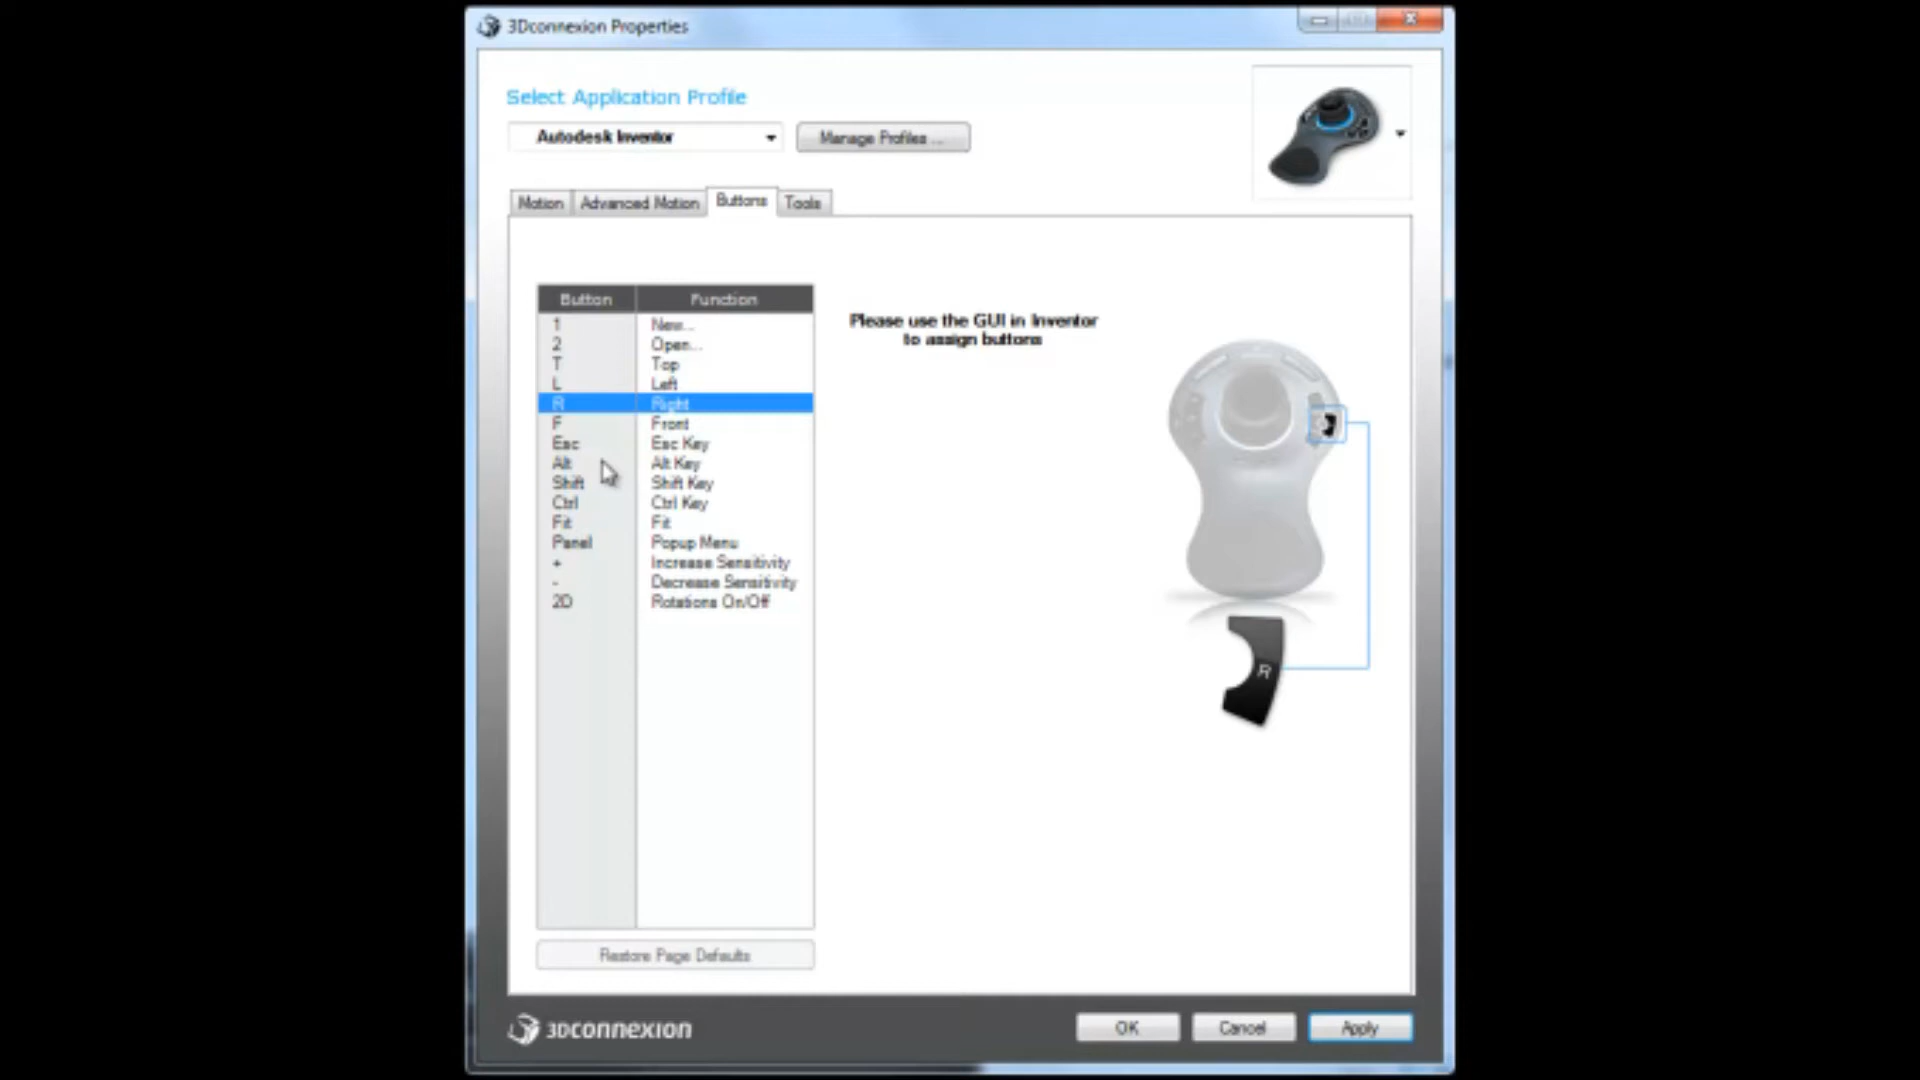 3Dconnexion Properties
Select Application Profile
Autodesk Inventor
Manage Profiles ...
Motion Advanced Motion Buttons Tools
Button Function
1 New...
2 Open...
T Top
L Left
R Right
F Front
Esc Esc Key
Alt Alt Key
Shift Shift Key
Ctrl Ctrl Key
Fit Fit
Panel Popup Menu
+ Increase Sensitivity
- Decrease Sensitivity
2D Rotations On/Off
Please use the GUI in Inventor
to assign buttons
R
Restore Page Defaults
3Dconnexion
OK Cancel Apply